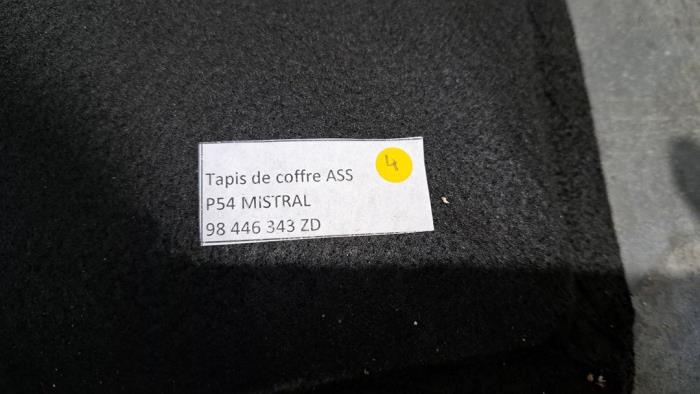 Tapis de coffre ASS
4
P54 MISTRAL
98 446 343 ZD